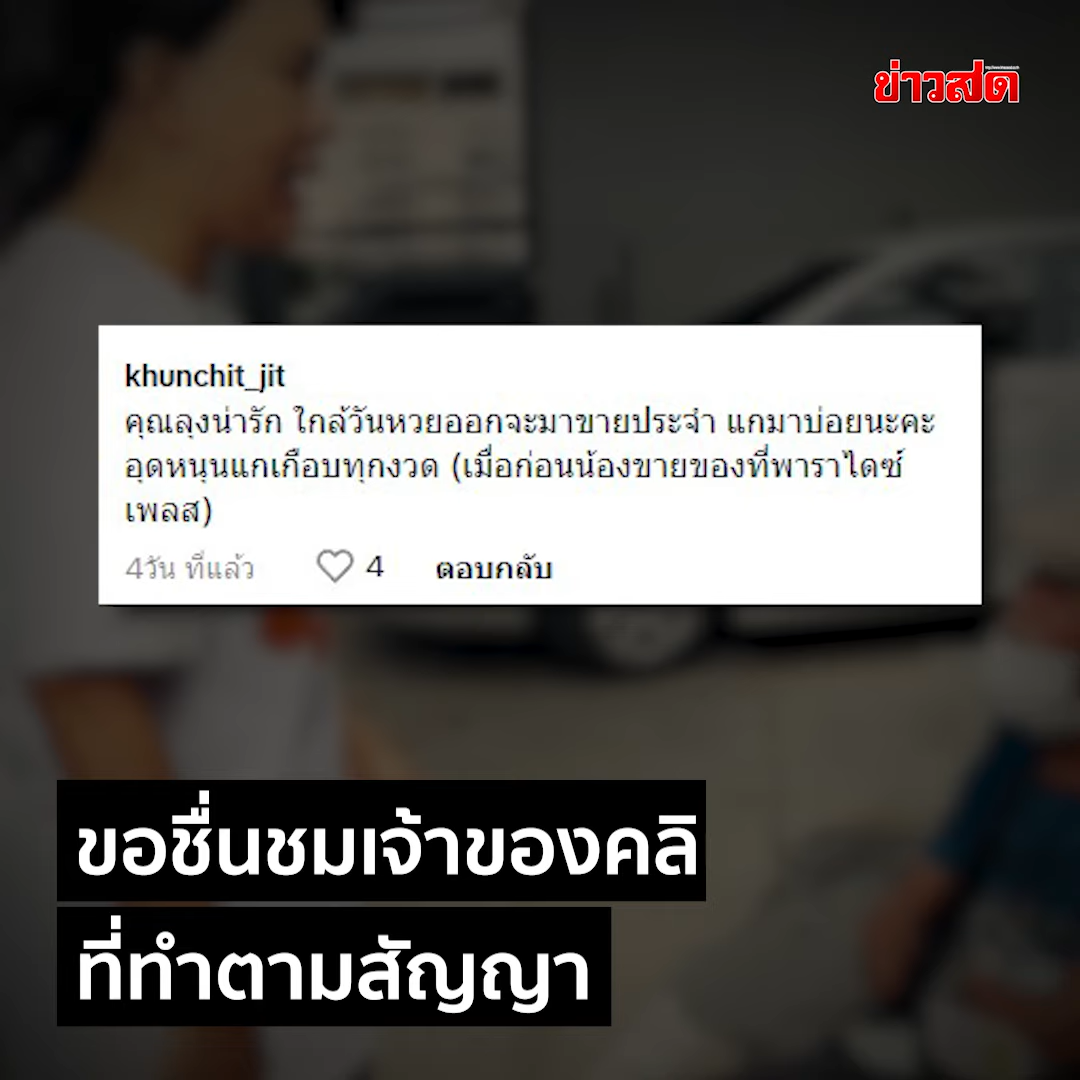 ข่าวสด
khunchit_jit
คุณลุงน่ารัก ใกล้วันหวยออกจะมาขายประจำ แกมาบ่อยนะคะ
อุดหนุนแกเกือบทุกงวด (เมื่อก่อนน้องขายของที่พาราไดซ์
เพลส)
4วัน ที่แล้ว 4 ตอบกลับ
ขอชื่นชมเจ้าของคลิ
ที่ทำตามสัญญา